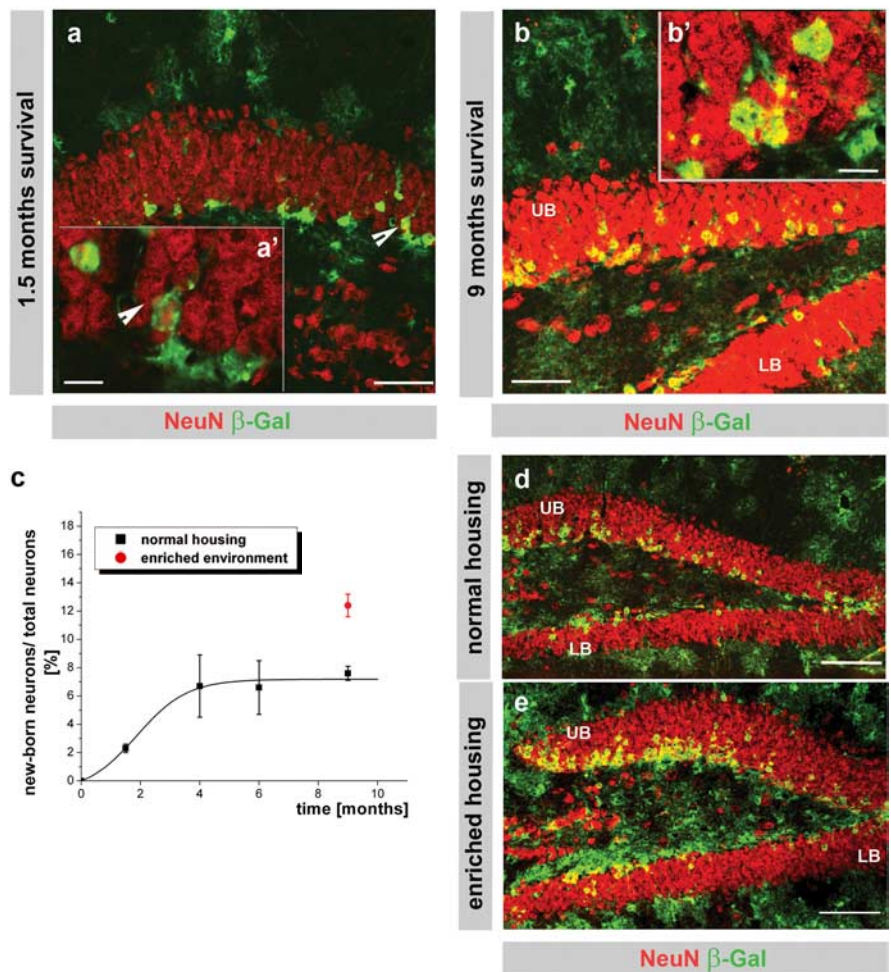 a
1.5 months survival
a'
NeuN β-Gal
b
b'
9 months survival
UB
LB
NeuN β-Gal
c
18
16
14
12
10
8
6
4
2
0
normal housing
enriched environment
new-born neurons/ total neurons
[%]
0 2 4 6 8 10
time [months]
d
normal housing
UB
LB
e
enriched housing
UB
LB
NeuN β-Gal